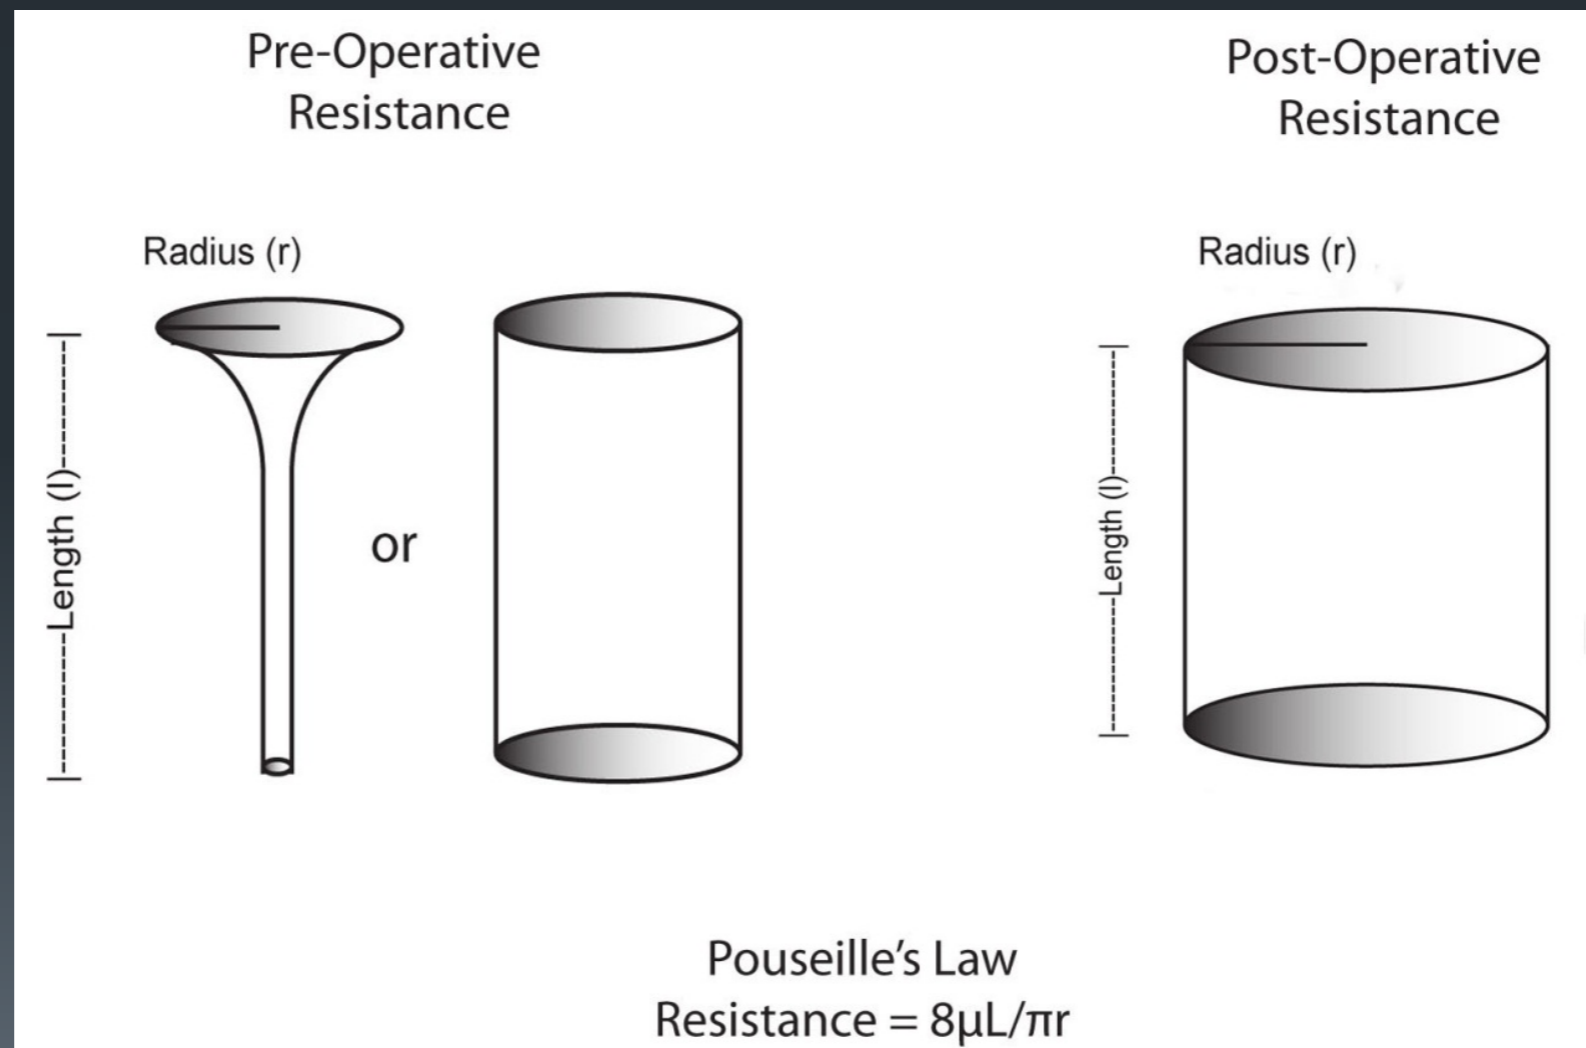 Pre-Operative
Resistance
Post-Operative
Resistance
Radius (r)
Radius (r)
Length (l)
or
Length (l)
Pouseille's Law
Resistance = 8µL/πr